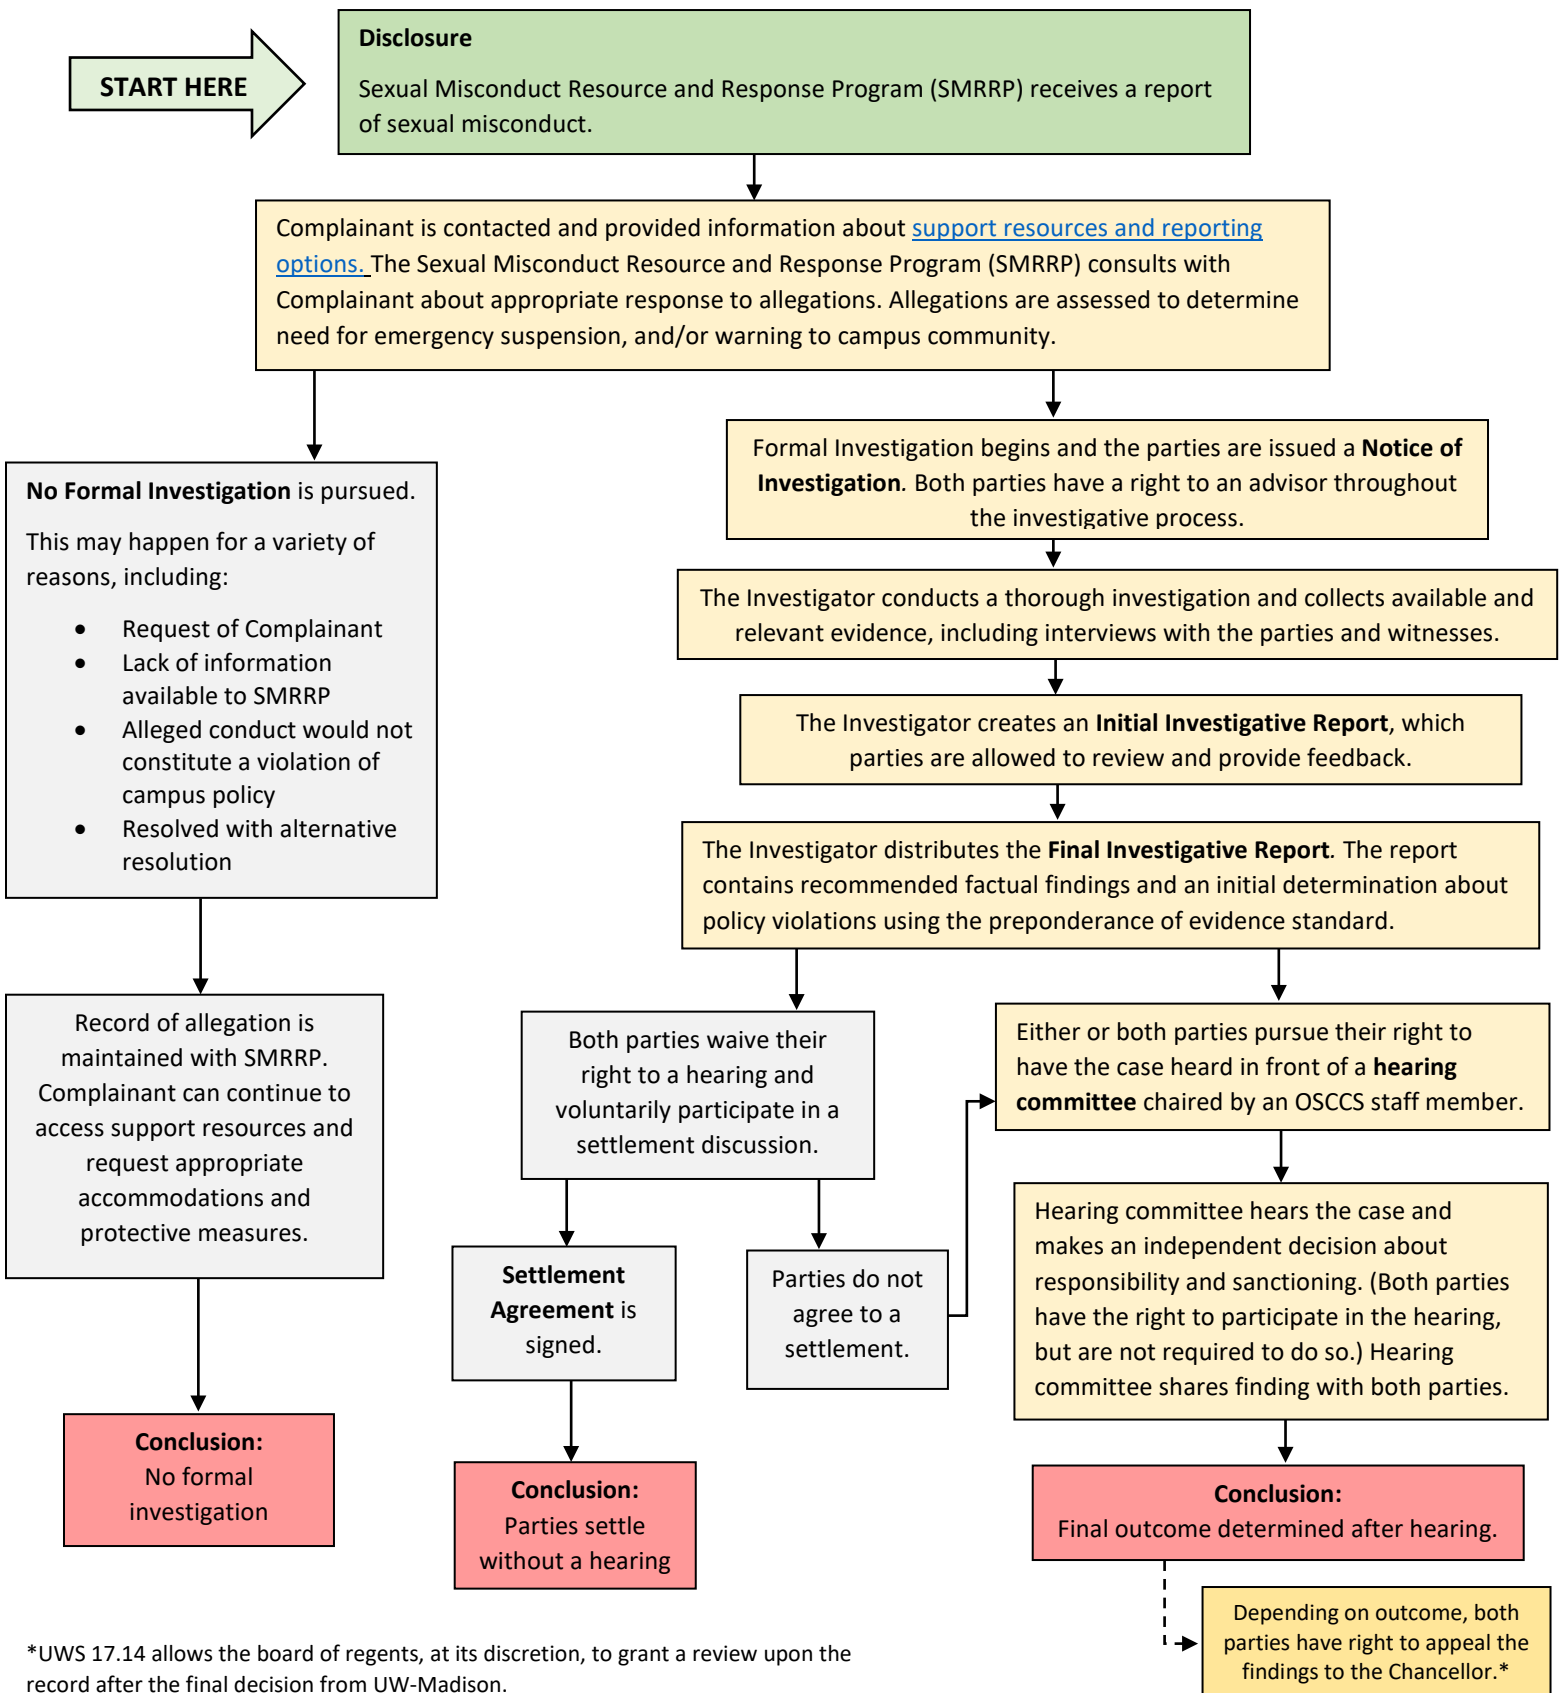 START HERE
Disclosure
Sexual Misconduct Resource and Response Program (SMRRP) receives a report
of sexual misconduct.
Complainant is contacted and provided information about support resources and reporting
options. The Sexual Misconduct Resource and Response Program (SMRRP) consults with
Complainant about appropriate response to allegations. Allegations are assessed to determine
need for emergency suspension, and/or warning to campus community.
No Formal Investigation is pursued.
This may happen for a variety of
reasons, including:
• Request of Complainant
• Lack of information
available to SMRRP
• Alleged conduct would not
constitute a violation of
campus policy
• Resolved with alternative
resolution
Record of allegation is
maintained with SMRRP.
Complainant can continue to
access support resources and
request appropriate
accommodations and
protective measures.
Conclusion:
No formal
investigation
Formal Investigation begins and the parties are issued a Notice of
Investigation. Both parties have a right to an advisor throughout
the investigative process.
The Investigator conducts a thorough investigation and collects available and
relevant evidence, including interviews with the parties and witnesses.
The Investigator creates an Initial Investigative Report, which
parties are allowed to review and provide feedback.
The Investigator distributes the Final Investigative Report. The report
contains recommended factual findings and an initial determination about
policy violations using the preponderance of evidence standard.
Both parties waive their
right to a hearing and
voluntarily participate in a
settlement discussion.
Settlement
Agreement is
signed.
Conclusion:
Parties settle
without a hearing
Parties do not
agree to a
settlement.
Either or both parties pursue their right to
have the case heard in front of a hearing
committee chaired by an OSCCS staff member.
Hearing committee hears the case and
makes an independent decision about
responsibility and sanctioning. (Both parties
have the right to participate in the hearing,
but are not required to do so.) Hearing
committee shares finding with both parties.
Conclusion:
Final outcome determined after hearing.
Depending on outcome, both
parties have right to appeal the
findings to the Chancellor.*
*UWS 17.14 allows the board of regents, at its discretion, to grant a review upon the
record after the final decision from UW-Madison.